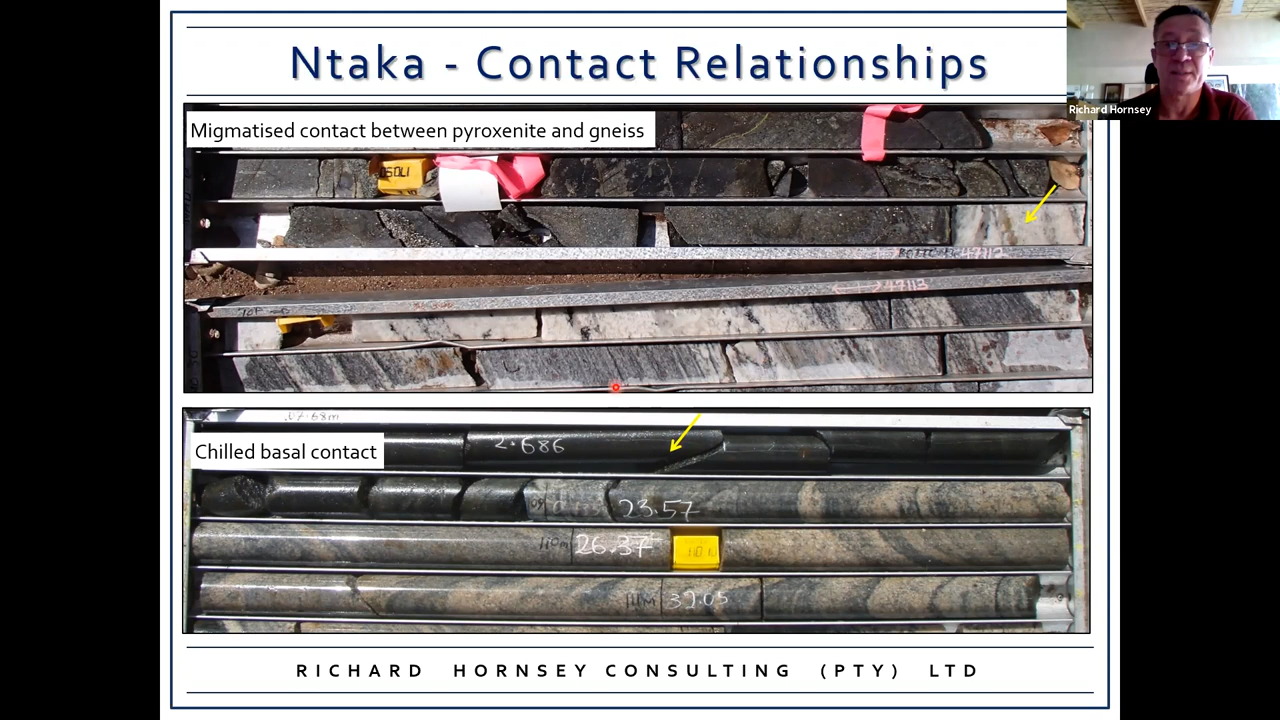 Ntaka - Contact Relationships
Richard Hornsey
Migmatised contact between pyroxenite and gneiss
Chilled basal contact
2.686
23.57
26.37
39.05
RICHARD HORNSEY CONSULTING (PTY) LTD